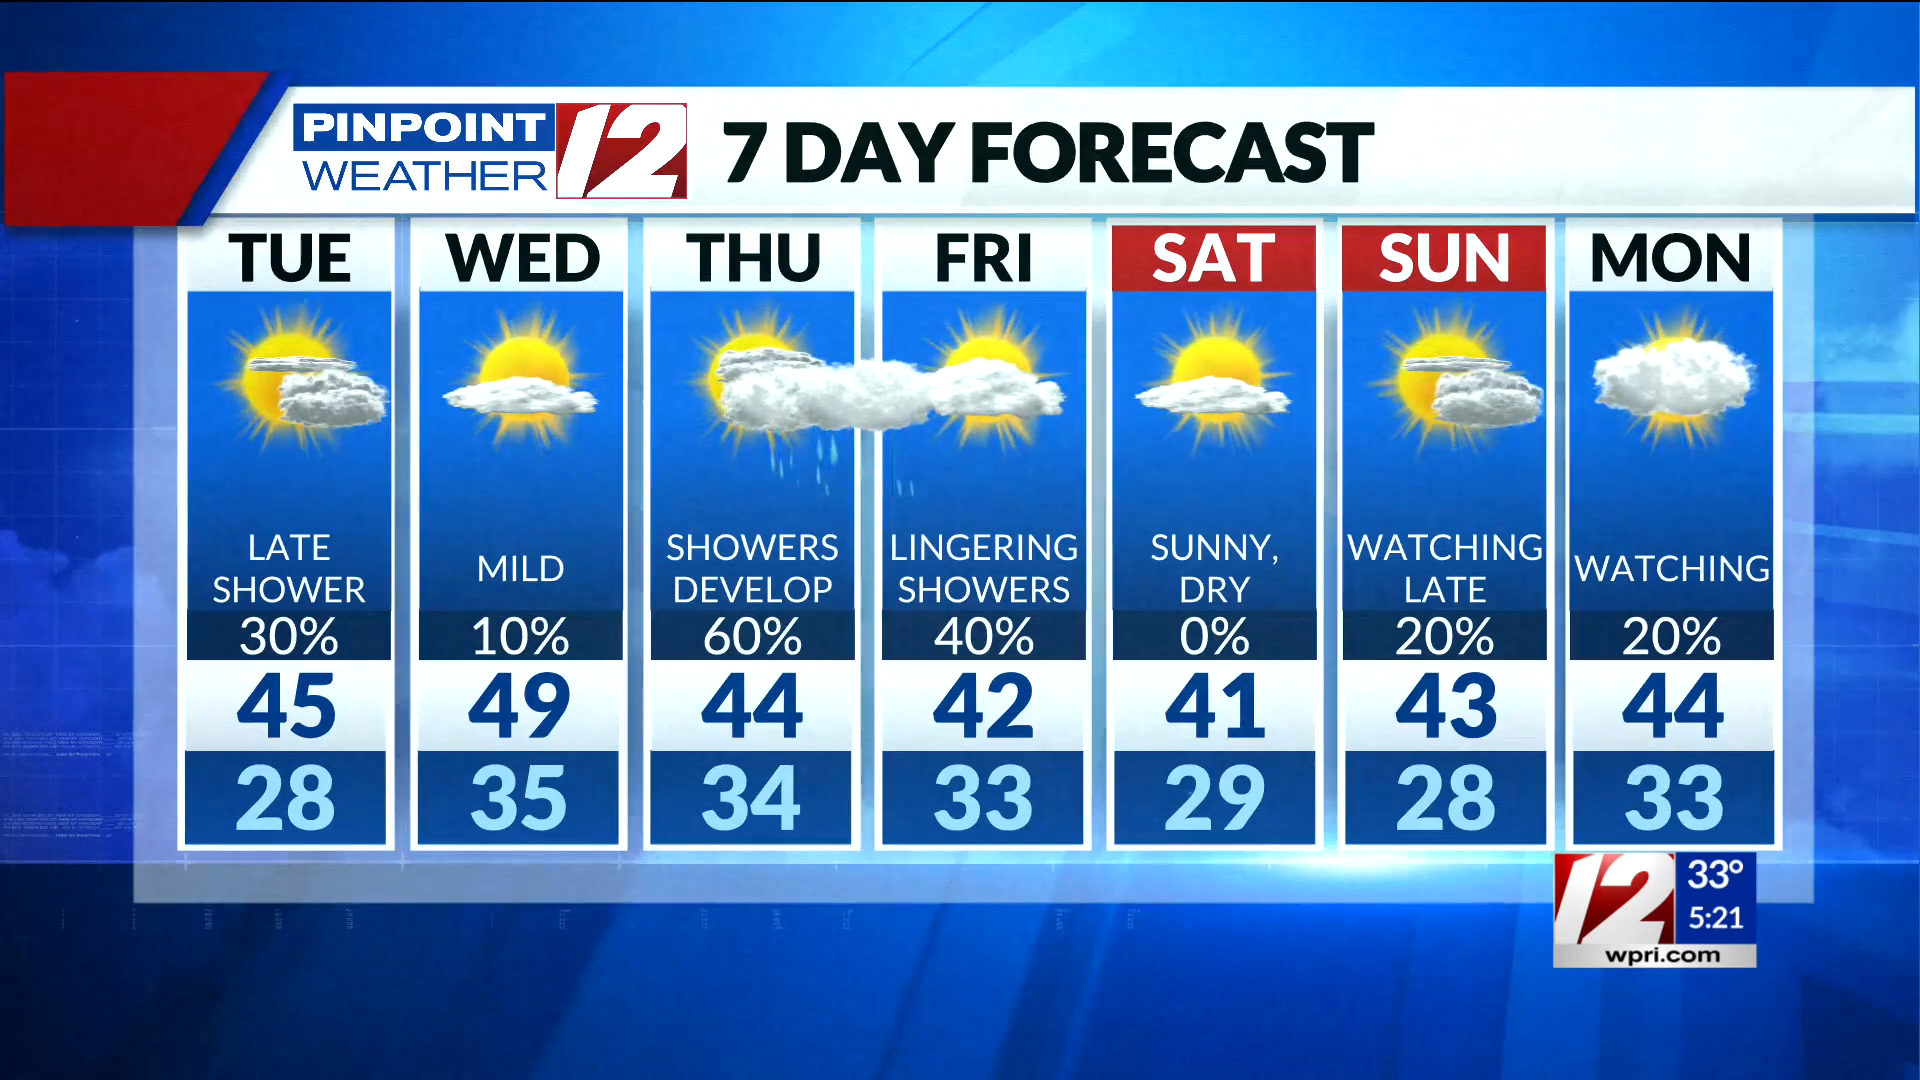 PINPOINT
WEATHER
12
7 DAY FORECAST
TUE
LATE
SHOWER
30%
45
28
WED
MILD
10%
49
35
THU
SHOWERS
DEVELOP
60%
44
34
FRI
LINGERING
SHOWERS
40%
42
33
SAT
SUNNY,
DRY
0%
41
29
SUN
WATCHING
LATE
20%
43
28
MON
WATCHING
20%
44
33
12
33°
5:21
wpri.com